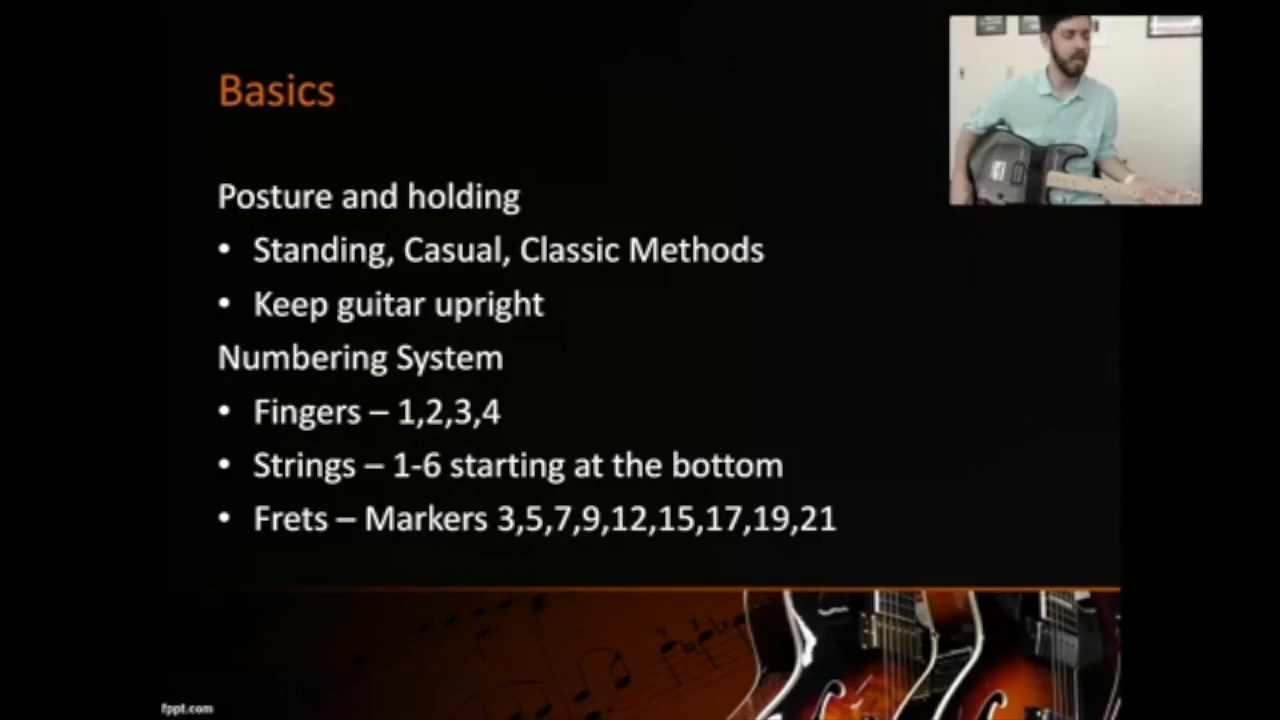 Basics
Posture and holding
• Standing, Casual, Classic Methods
• Keep guitar upright
Numbering System
• Fingers – 1,2,3,4
• Strings – 1-6 starting at the bottom
• Frets – Markers 3,5,7,9,12,15,17,19,21
fppt.com